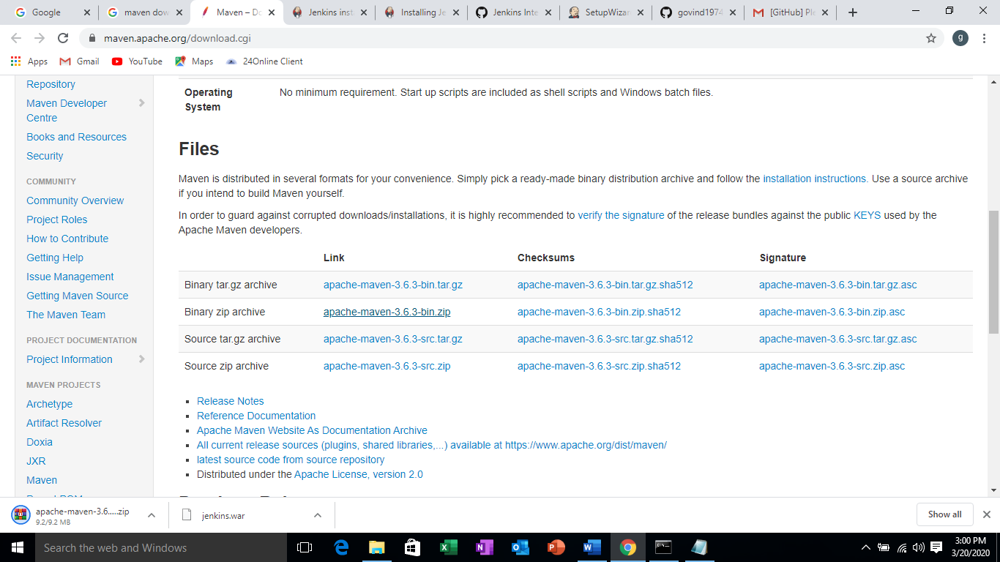 Google
maven dow
Maven – Do
Jenkins inst
Installing Je
Jenkins Inte
SetupWizar
govind1974
[GitHub] Ple
maven.apache.org/download.cgi
g
Apps
Gmail
YouTube
Maps
24Online Client
Repository
Maven Developer
Centre
Books and Resources
Security
COMMUNITY
Community Overview
Project Roles
How to Contribute
Getting Help
Issue Management
Getting Maven Source
The Maven Team
PROJECT DOCUMENTATION
Project Information
MAVEN PROJECTS
Archetype
Artifact Resolver
Doxia
JXR
Maven
Operating
System
No minimum requirement. Start up scripts are included as shell scripts and Windows batch files.
Files
Maven is distributed in several formats for your convenience. Simply pick a ready-made binary distribution archive and follow the installation instructions. Use a source archive
if you intend to build Maven yourself.
In order to guard against corrupted downloads/installations, it is highly recommended to verify the signature of the release bundles against the public KEYS used by the
Apache Maven developers.
Link Checksums Signature
Binary tar.gz archive apache-maven-3.6.3-bin.tar.gz apache-maven-3.6.3-bin.tar.gz.sha512 apache-maven-3.6.3-bin.tar.gz.asc
Binary zip archive apache-maven-3.6.3-bin.zip apache-maven-3.6.3-bin.zip.sha512 apache-maven-3.6.3-bin.zip.asc
Source tar.gz archive apache-maven-3.6.3-src.tar.gz apache-maven-3.6.3-src.tar.gz.sha512 apache-maven-3.6.3-src.tar.gz.asc
Source zip archive apache-maven-3.6.3-src.zip apache-maven-3.6.3-src.zip.sha512 apache-maven-3.6.3-src.zip.asc
Release Notes
Reference Documentation
Apache Maven Website As Documentation Archive
All current release sources (plugins, shared libraries,...) available at https://www.apache.org/dist/maven/
latest source code from source repository
Distributed under the Apache License, version 2.0
apache-maven-3.6.....zip
9.2/9.2 MB
jenkins.war
Show all
Search the web and Windows
3:00 PM
3/20/2020